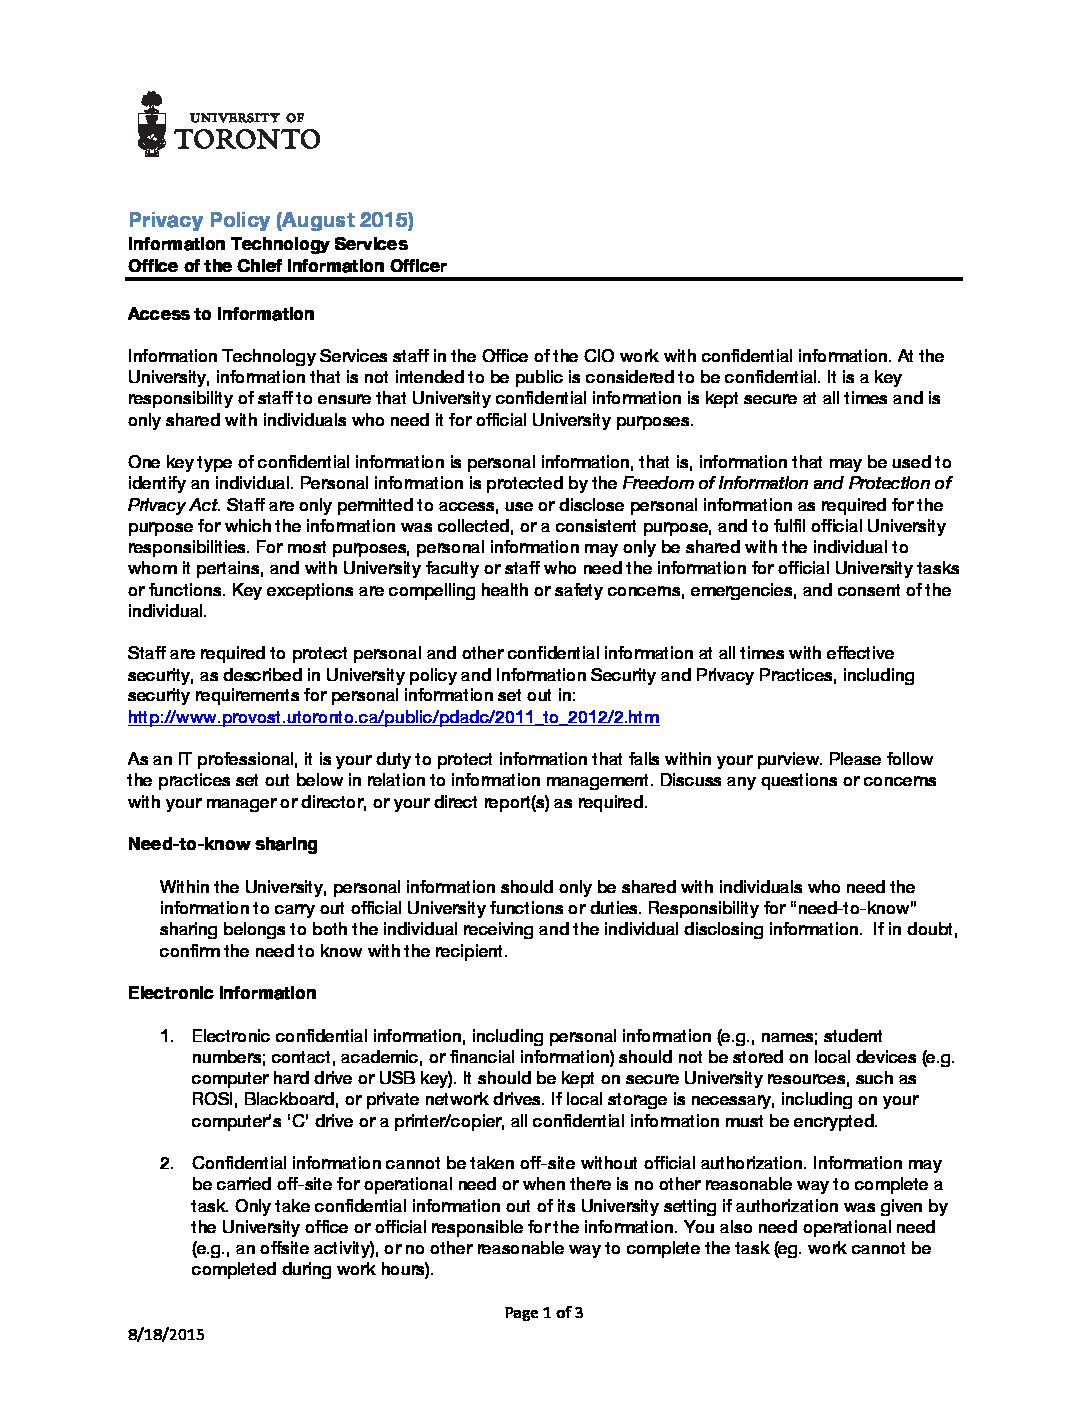 UNIVERSITY OF
TORONTO
Privacy Policy (August 2015)
Information Technology Services
Office of the Chief Information Officer
Access to Information
Information Technology Services staff in the Office of the CIO work with confidential information. At the
University, information that is not intended to be public is considered to be confidential. It is a key
responsibility of staff to ensure that University confidential information is kept secure at all times and is
only shared with individuals who need it for official University purposes.
One key type of confidential information is personal information, that is, information that may be used to
identify an individual. Personal information is protected by the Freedom of Information and Protection of
Privacy Act. Staff are only permitted to access, use or disclose personal information as required for the
purpose for which the information was collected, or a consistent purpose, and to fulfil official University
responsibilities. For most purposes, personal information may only be shared with the individual to
whom it pertains, and with University faculty or staff who need the information for official University tasks
or functions. Key exceptions are compelling health or safety concerns, emergencies, and consent of the
individual.
Staff are required to protect personal and other confidential information at all times with effective
security, as described in University policy and Information Security and Privacy Practices, including
security requirements for personal information set out in:
http://www.provost.utoronto.ca/public/pdadc/2011_to_2012/2.htm
As an IT professional, it is your duty to protect information that falls within your purview. Please follow
the practices set out below in relation to information management. Discuss any questions or concerns
with your manager or director, or your direct report(s) as required.
Need-to-know sharing
Within the University, personal information should only be shared with individuals who need the
information to carry out official University functions or duties. Responsibility for “need-to-know”
sharing belongs to both the individual receiving and the individual disclosing information.  If in doubt,
confirm the need to know with the recipient.
Electronic Information
1. Electronic confidential information, including personal information (e.g., names; student
numbers; contact, academic, or financial information) should not be stored on local devices (e.g.
computer hard drive or USB key). It should be kept on secure University resources, such as
ROSI, Blackboard, or private network drives. If local storage is necessary, including on your
computer’s ‘C’ drive or a printer/copier, all confidential information must be encrypted.
2. Confidential information cannot be taken off-site without official authorization. Information may
be carried off-site for operational need or when there is no other reasonable way to complete a
task. Only take confidential information out of its University setting if authorization was given by
the University office or official responsible for the information. You also need operational need
(e.g., an offsite activity), or no other reasonable way to complete the task (eg. work cannot be
completed during work hours).
Page 1 of 3
8/18/2015